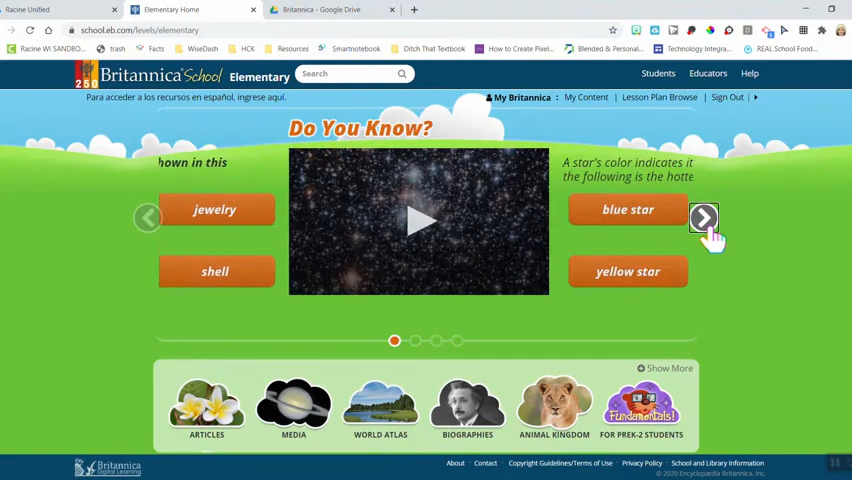 Racine Unified
Elementary Home
Britannica - Google Drive
school.eb.com/levels/elementary
Racine WI SANDBO... trash Facts WiseDash HCK Resources Smartnotebook Ditch That Textbook How to Create Pixel... Blended & Personal... Technology Integra... REAL School Food...
250 Britannica School Elementary Search Students Educators Help
Para acceder a los recursos en español, ingrese aquí. My Britannica : My Content Lesson Plan Browse Sign Out
Do You Know?
hown in this
A star's color indicates it
the following is the hotte
jewelry
blue star
shell
yellow star
Show More
Fundamentals!
ARTICLES MEDIA WORLD ATLAS BIOGRAPHIES ANIMAL KINGDOM FOR PREK-2 STUDENTS
Britannica
Digital Learning
About Contact Copyright Guidelines/Terms of Use Privacy Policy School and Library Information
© 2020 Encyclopædia Britannica, Inc.